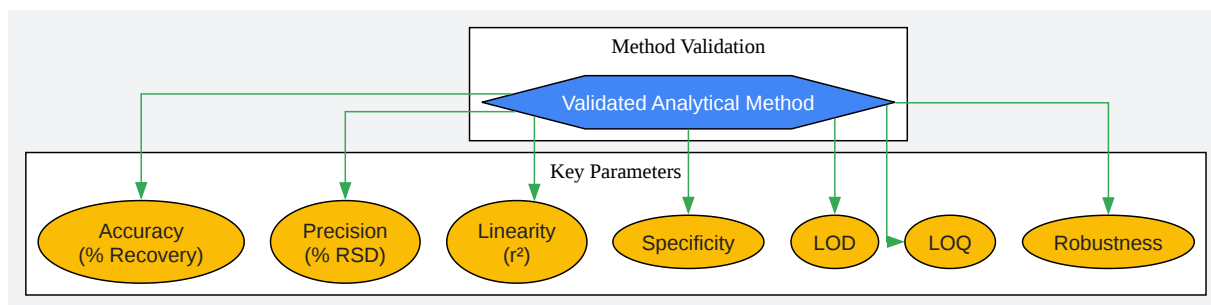 Method Validation
Validated Analytical Method
Key Parameters
Accuracy
(% Recovery)
Precision
(% RSD)
Linearity
(r²)
Specificity
LOD
LOQ
Robustness